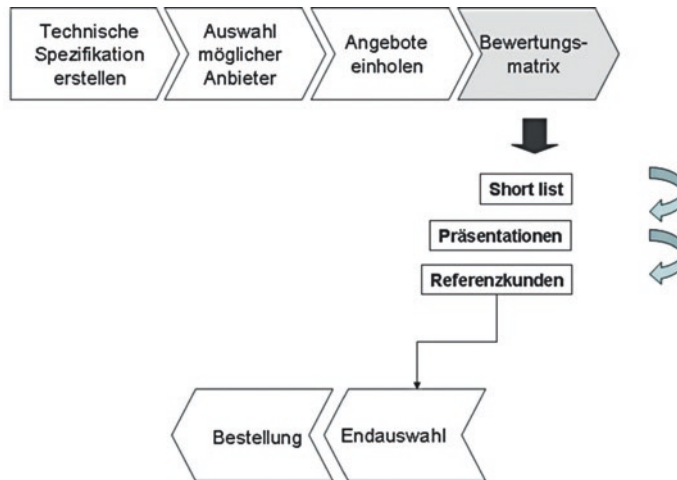 Technische
Spezifikation
erstellen
Auswahl
möglicher
Anbieter
Angebote
einholen
Bewertungs-
matrix
Short list
Präsentationen
Referenzkunden
Bestellung
Endauswahl